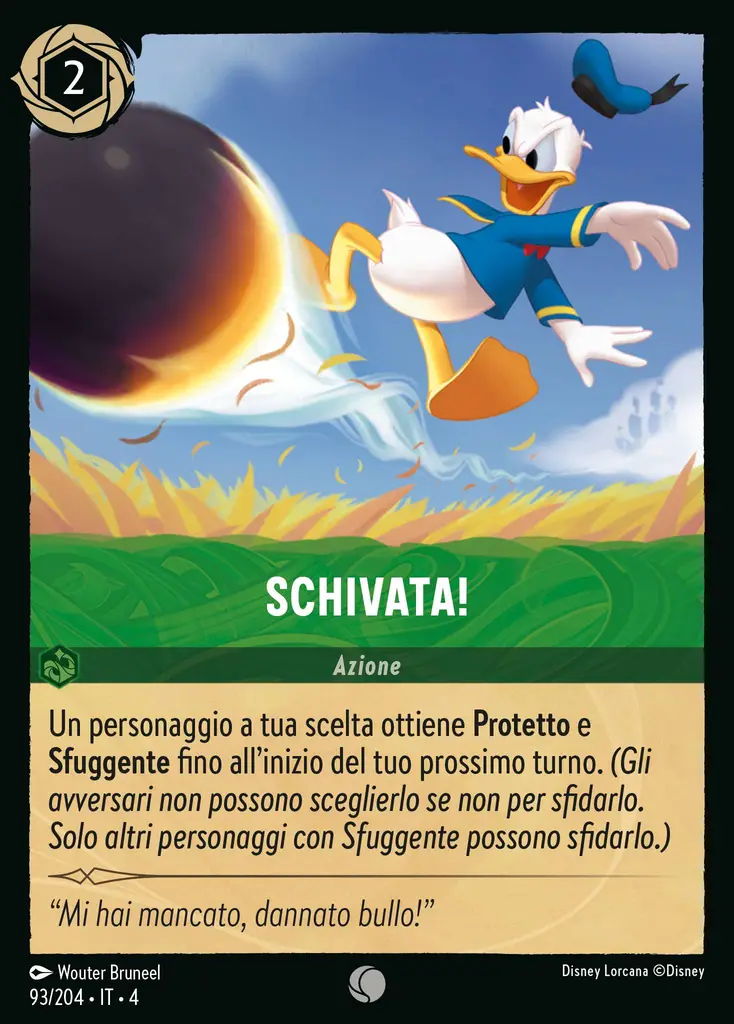 2
SCHIVATA!
Azione
Un personaggio a tua scelta ottiene Protetto e
Sfuggente fino all'inizio del tuo prossimo turno. (Gli
avversari non possono sceglierlo se non per sfidarlo.
Solo altri personaggi con Sfuggente possono sfidarlo.)
“Mi hai mancato, dannato bullo!”
Wouter Bruneel
Disney Lorcana ©Disney
93/204 • IT • 4